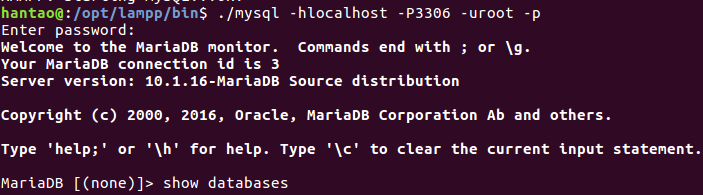 hantao@:/opt/lampp/bin$ ./mysql -hlocalhost -P3306 -uroot -p
Enter password:
Welcome to the MariaDB monitor.  Commands end with ; or \g.
Your MariaDB connection id is 3
Server version: 10.1.16-MariaDB Source distribution

Copyright (c) 2000, 2016, Oracle, MariaDB Corporation Ab and others.

Type 'help;' or '\h' for help. Type '\c' to clear the current input statement.

MariaDB [(none)]> show databases